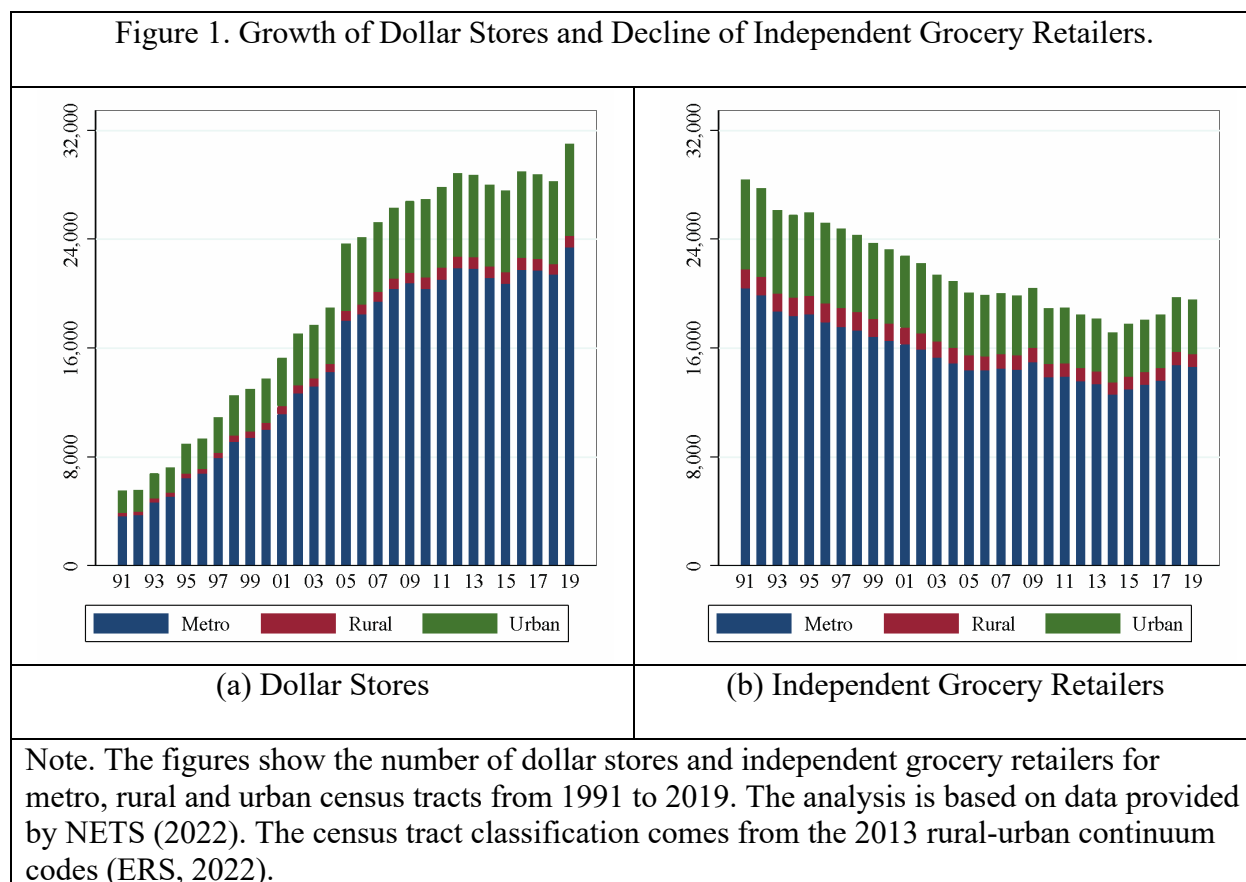 Figure 1. Growth of Dollar Stores and Decline of Independent Grocery Retailers.
32,000
24,000
16,000
8,000
0
91 93 95 97 99 01 03 05 07 09 11 13 15 17 19
Metro Rural Urban
32,000
24,000
16,000
8,000
0
91 93 95 97 99 01 03 05 07 09 11 13 15 17 19
Metro Rural Urban
(a) Dollar Stores
(b) Independent Grocery Retailers
Note. The figures show the number of dollar stores and independent grocery retailers for
metro, rural and urban census tracts from 1991 to 2019. The analysis is based on data provided
by NETS (2022). The census tract classification comes from the 2013 rural-urban continuum
codes (ERS, 2022).